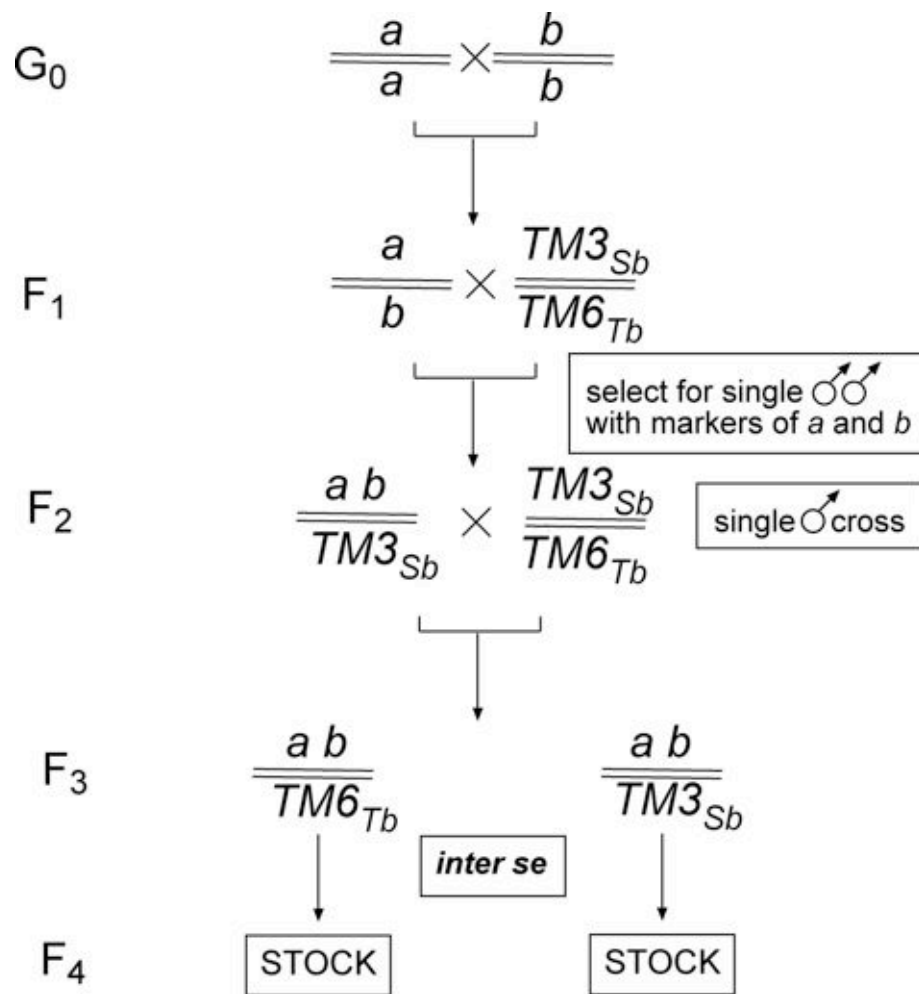 G0
a × b
a b
F1
a × TM3Sb
b TM6Tb
select for single ♂♂
with markers of a and b
F2
a b × TM3Sb
TM3Sb TM6Tb
single ♂ cross
F3
a b
TM6Tb
a b
TM3Sb
inter se
F4
STOCK
STOCK